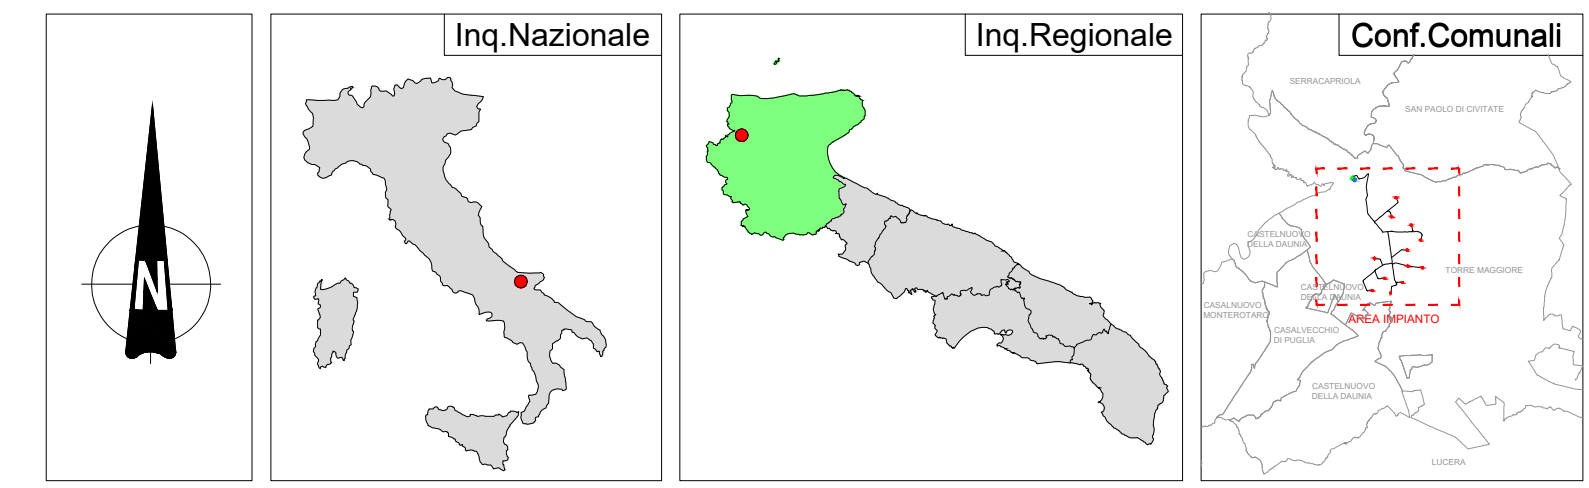 N
Inq.Nazionale
Inq.Regionale
Conf.Comunali
SERRACAPRIOLA
SAN PAOLO DI CIVITATE
CASTELNUOVO
DELLA DAUNIA
TORRE MAGGIORE
CASTELNUOVO
DELLA DAUNIA
CASALNUOVO
MONTEROTARO
AREA IMPIANTO
CASALVECCHIO
DI PUGLIA
CASTELNUOVO
DELLA DAUNIA
LUCERA